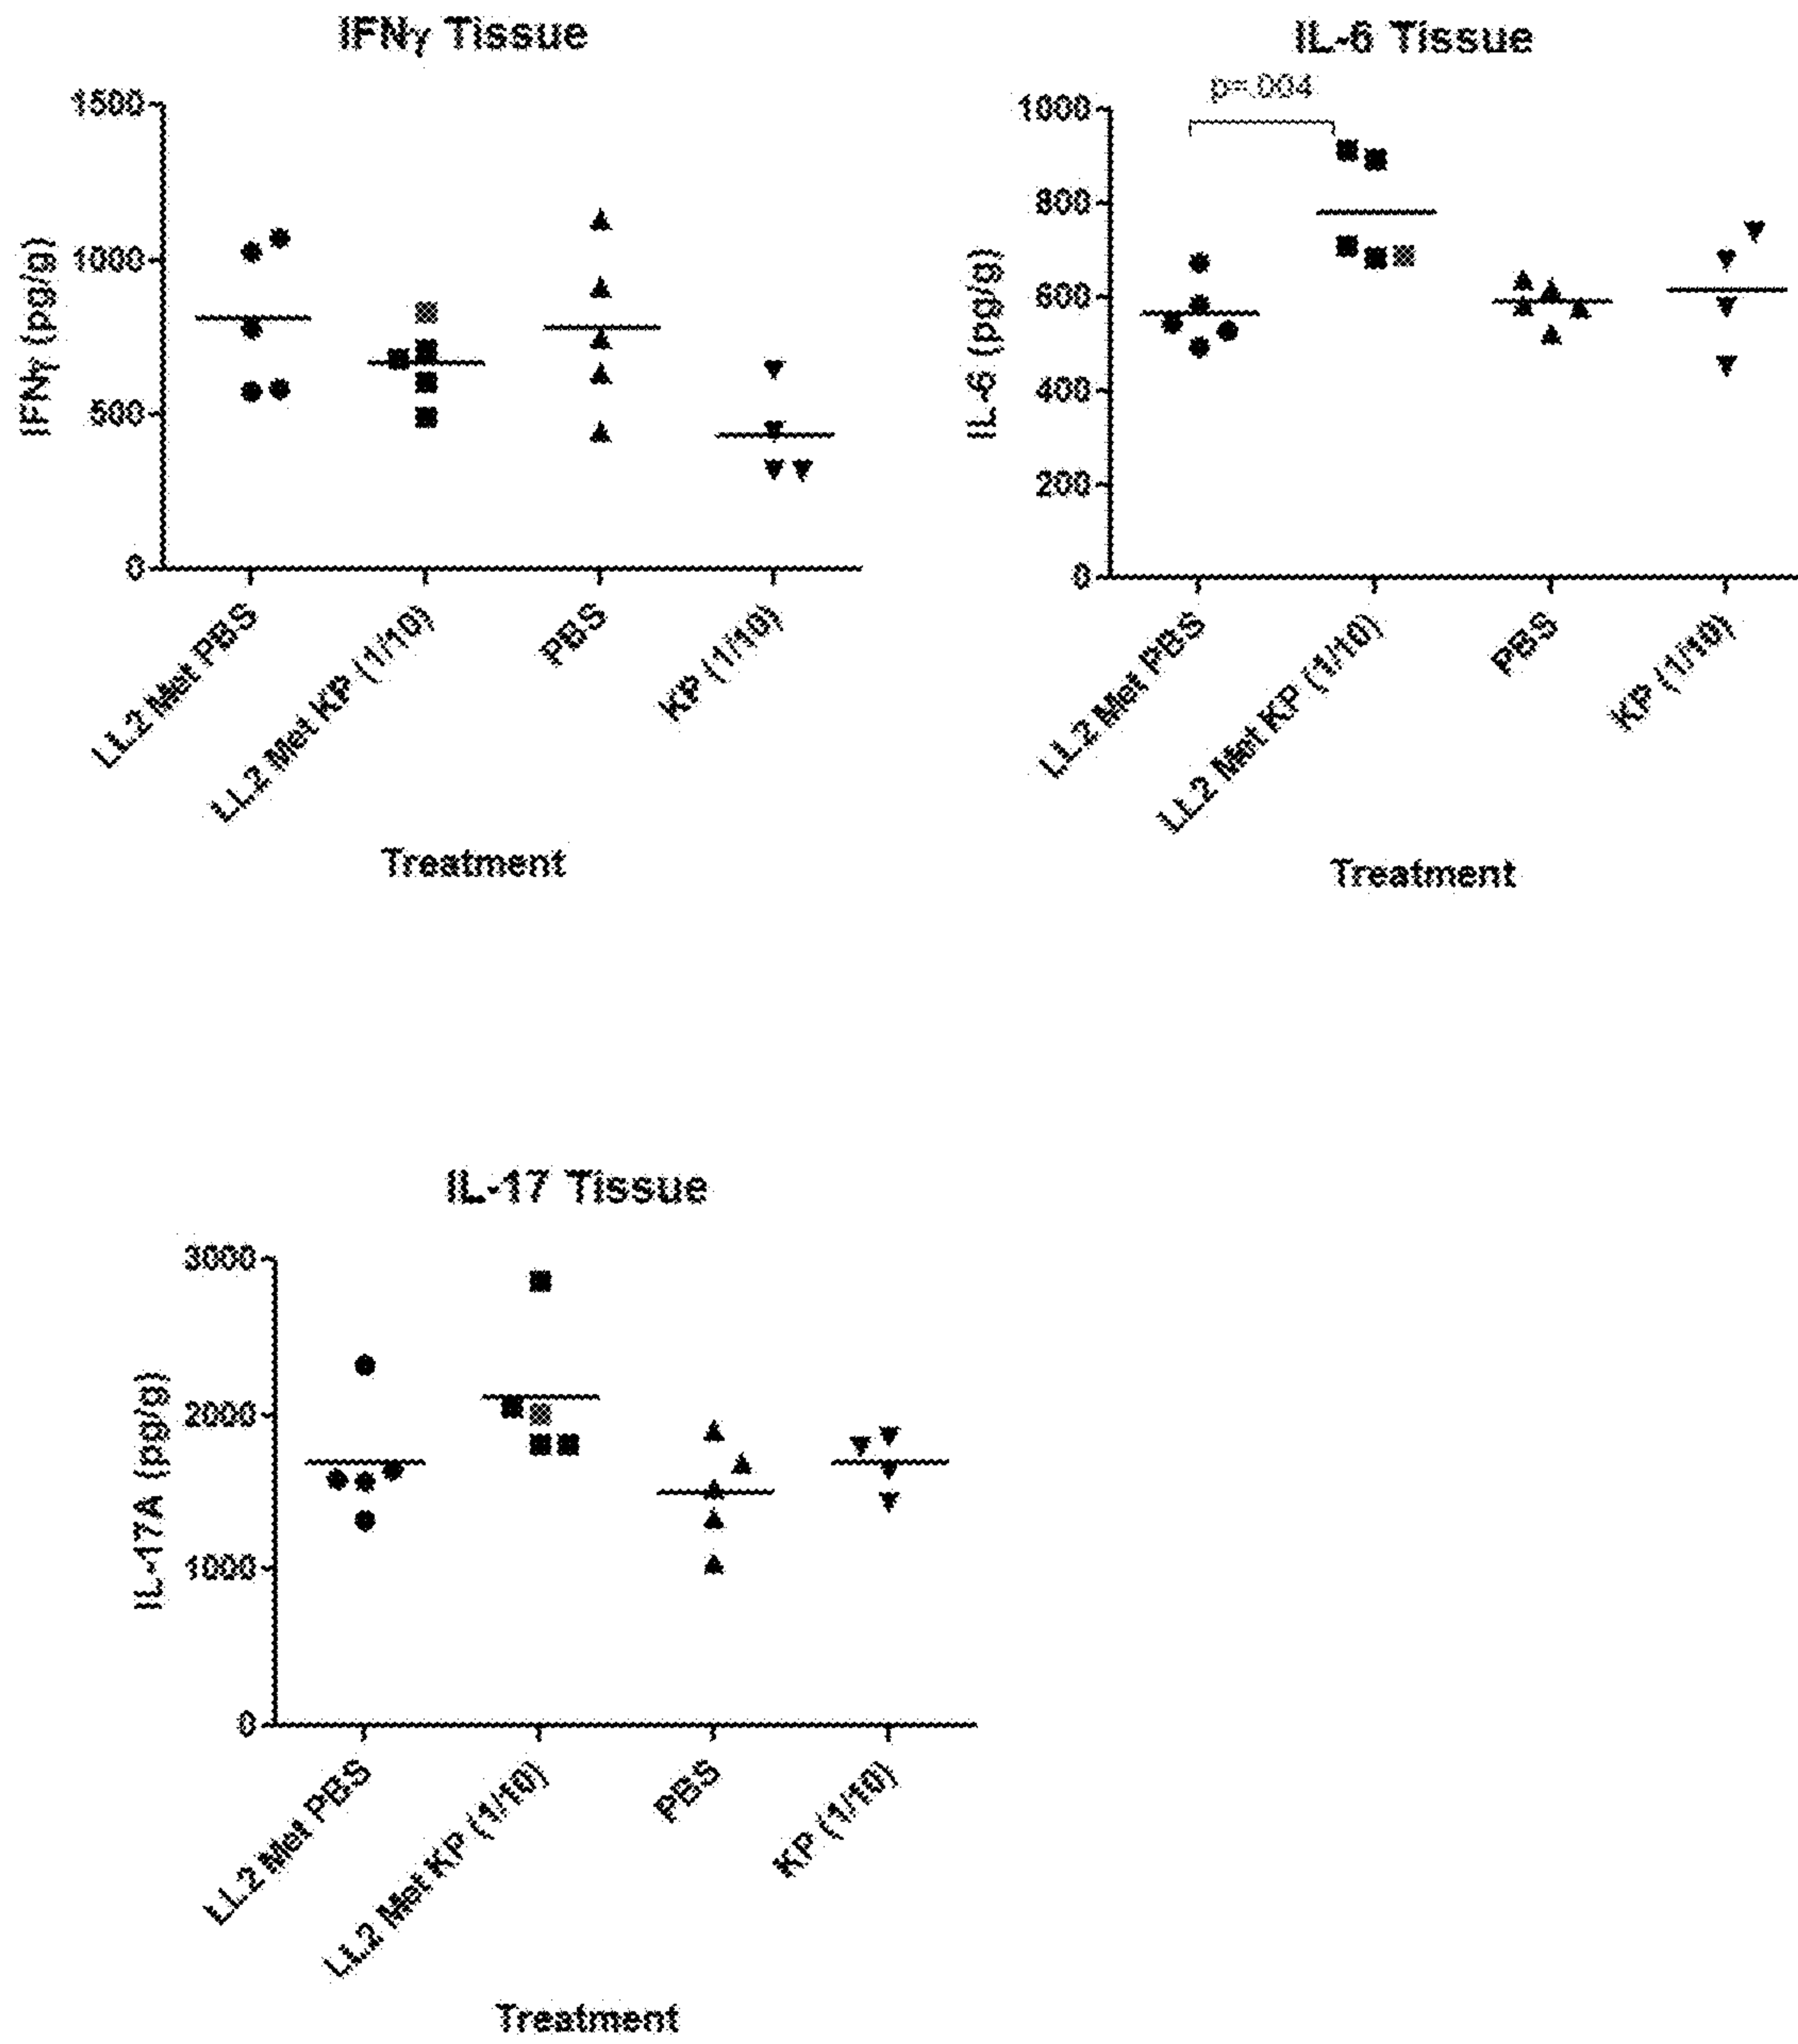 IFNγ Tissue
IFNγ (pg/g)
1500
1000
500
0
LL2 Met PBS
LL2 Met KP (1/10)
PBS
KP (1/10)
Treatment
IL-6 Tissue
p=.004
IL-6 (pg/g)
1000
800
600
400
200
0
LL2 Met PBS
LL2 Met KP (1/10)
PBS
KP (1/10)
Treatment
IL-17 Tissue
IL-17A (pg/g)
3000
2000
1000
0
LL2 Met PBS
LL2 Met KP (1/10)
PBS
KP (1/10)
Treatment